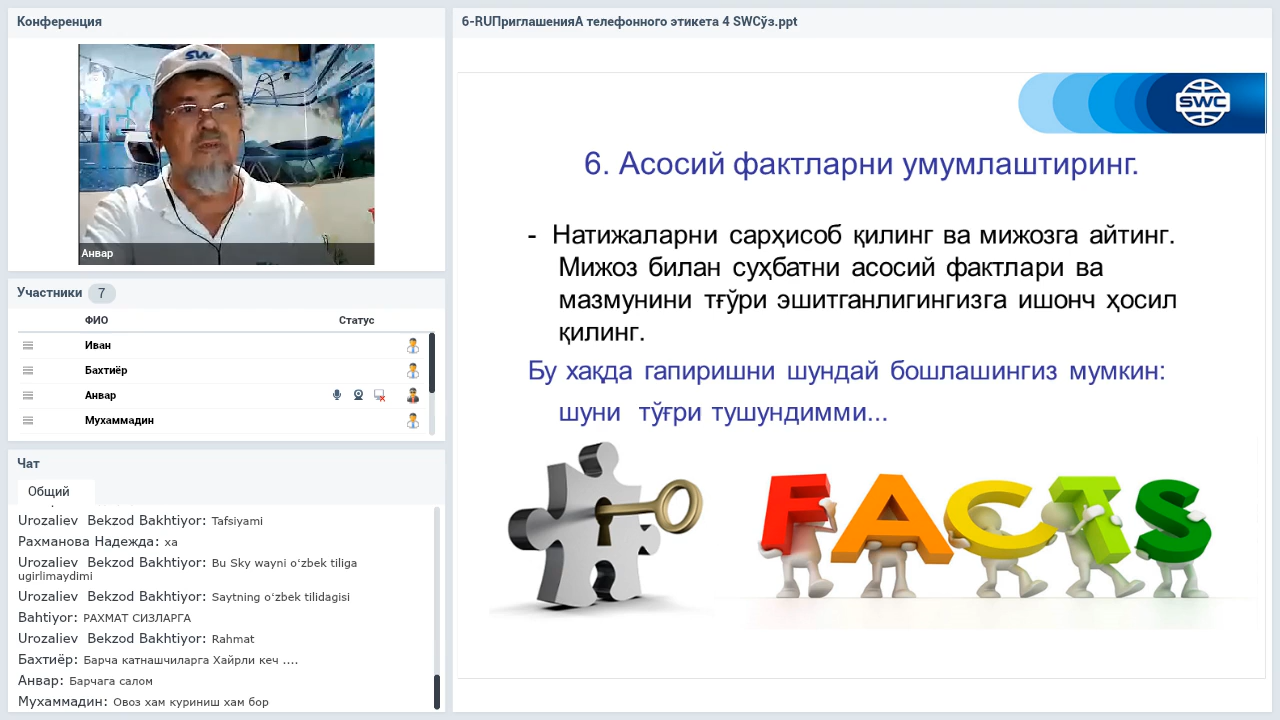 Конференция
SW
Анвар
Участники 7
ФИО Статус
Иван
Бахтиёр
Анвар
Мухаммадин
Чат
Общий
Urozaliev Bekzod Bakhtiyor: Tafsiyami
Рахманова Надежда: ха
Urozaliev Bekzod Bakhtiyor: Bu Sky wayni oʻzbek tiliga
ugirlimaydimi
Urozaliev Bekzod Bakhtiyor: Saytning oʻzbek tilidagisi
Bahtiyor: РАХМАТ СИЗЛАРГА
Urozaliev Bekzod Bakhtiyor: Rahmat
Бахтиёр: Барча катнашчиларга Хайрли кеч ....
Анвар: Барчага салом
Мухаммадин: Овоз хам куриниш хам бор
6-RUПриглашенияА телефонного этикета 4 SWCўз.ppt
SWC
6. Асосий фактларни умумлаштиринг.
- Натижаларни сарҳисоб қилинг ва мижозга айтинг.
Мижоз билан суҳбатни асосий фактлари ва
мазмунини тғўри эшитганлигингизга ишонч ҳосил
қилинг.
Бу хақда гапиришни шундай бошлашингиз мумкин:
шуни тўғри тушундимми...
FACTS